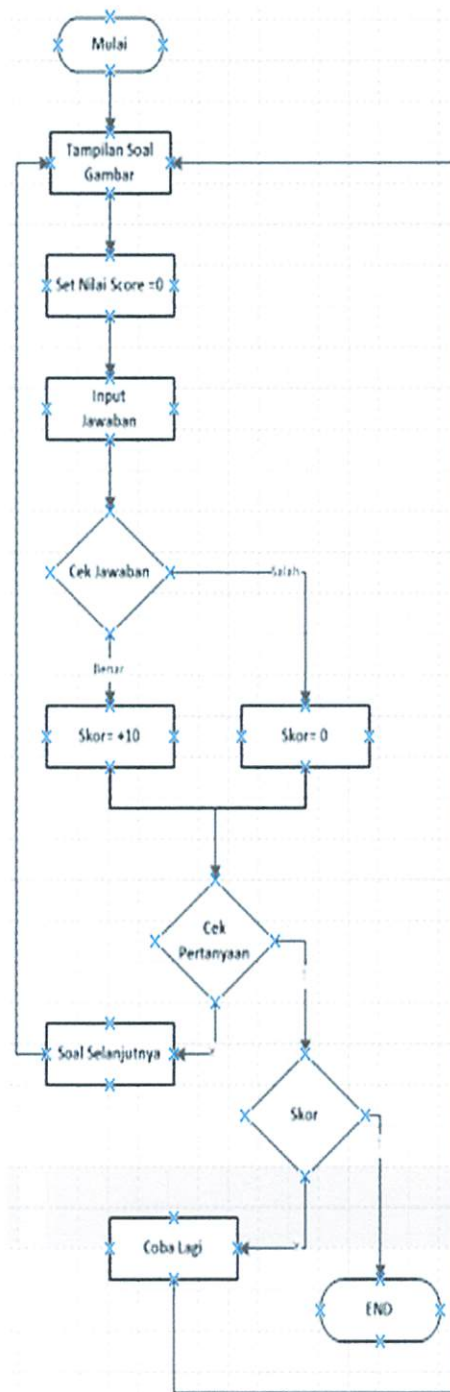 Mulai
Tampilan Soal
Gambar
Set Nilai Score =0
Input
Jawaban
Cek Jawaban
Salah
Benar
Skor= +10
Skor= 0
Cek
Pertanyaan
Soal Selanjutnya
Skor
Coba Lagi
END